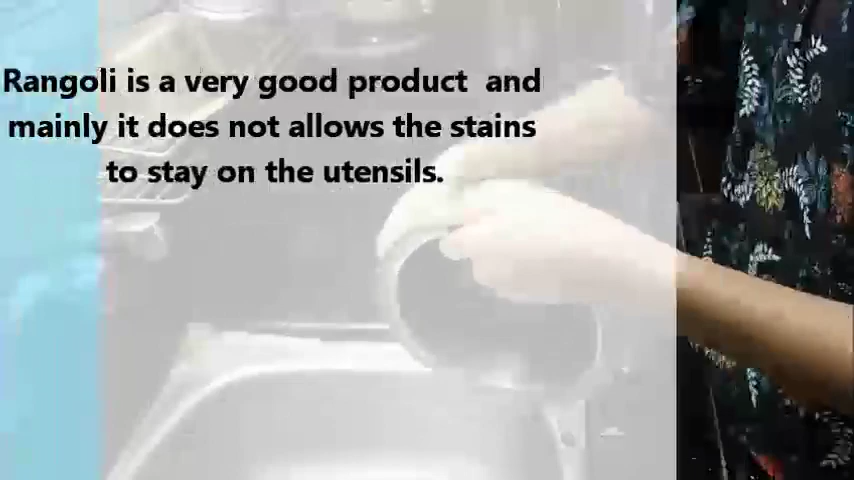 Rangoli is a very good product  and
mainly it does not allows the stains
to stay on the utensils.